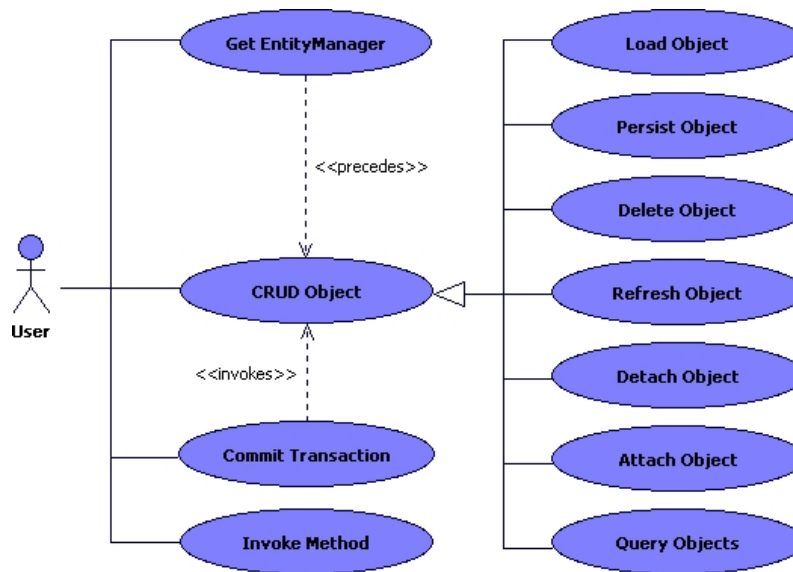 Get EntityManager
Load Object
Persist Object
<<precedes>>
Delete Object
CRUD Object
Refresh Object
User
<<invokes>>
Detach Object
Commit Transaction
Attach Object
Invoke Method
Query Objects